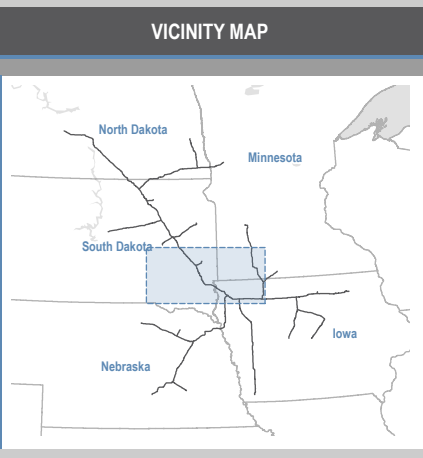 VICINITY MAP
North Dakota
Minnesota
South Dakota
Iowa
Nebraska